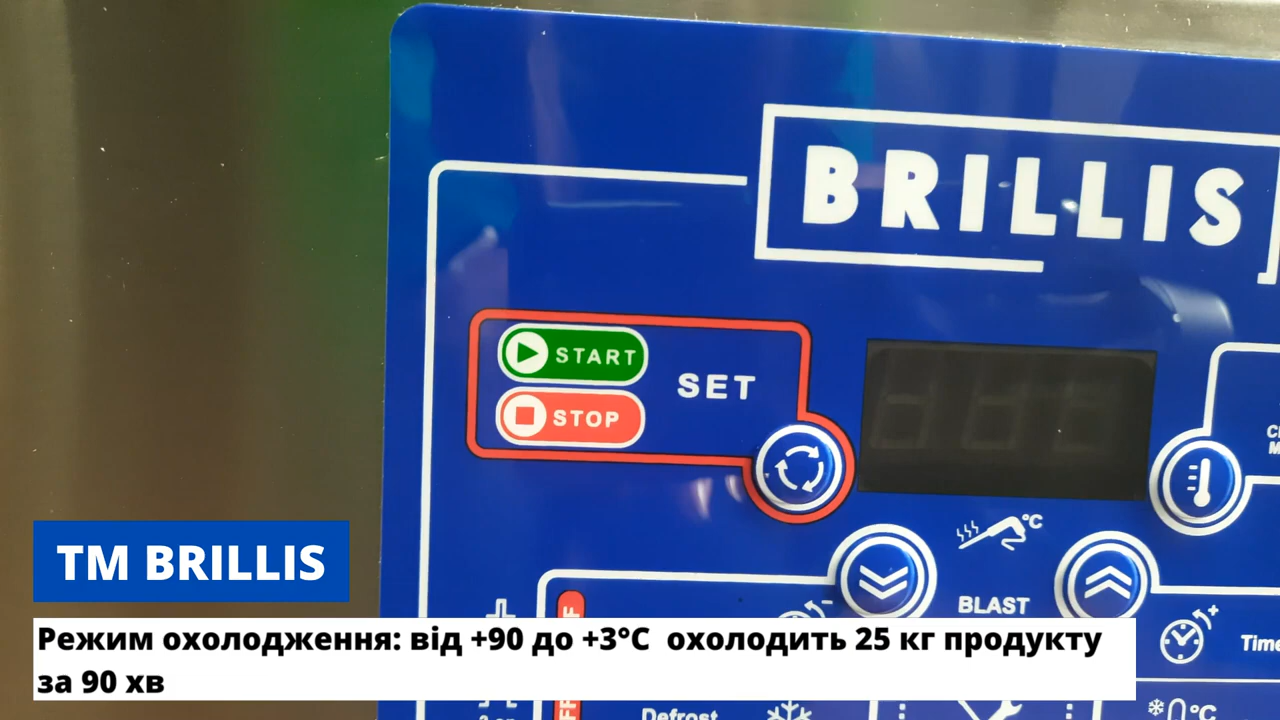 BRILLIS
START
STOP
SET
°C
BLAST
Defrost
°C
TM BRILLIS
Режим охолодження: від +90 до +3°C охолодить 25 кг продукту
за 90 хв